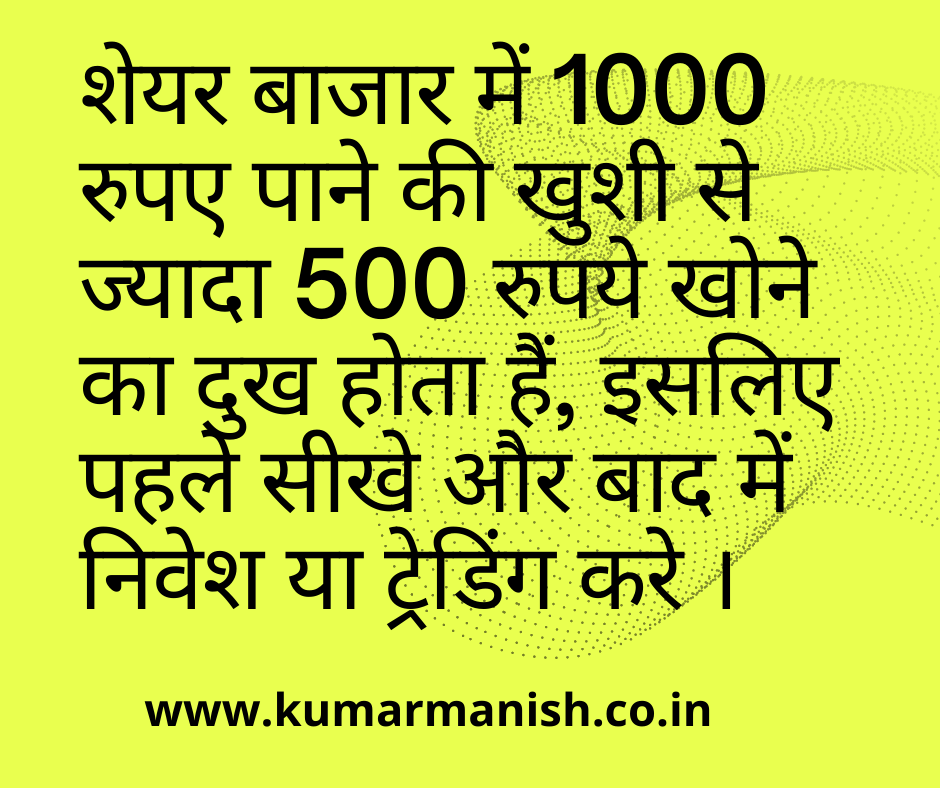 शेयर बाजार में 1000
रुपए पाने की खुशी से
ज्यादा 500 रुपये खोने
का दुख होता हैं, इसलिए
पहले सीखे और बाद में
निवेश या ट्रेडिंग करे ।
www.kumarmanish.co.in